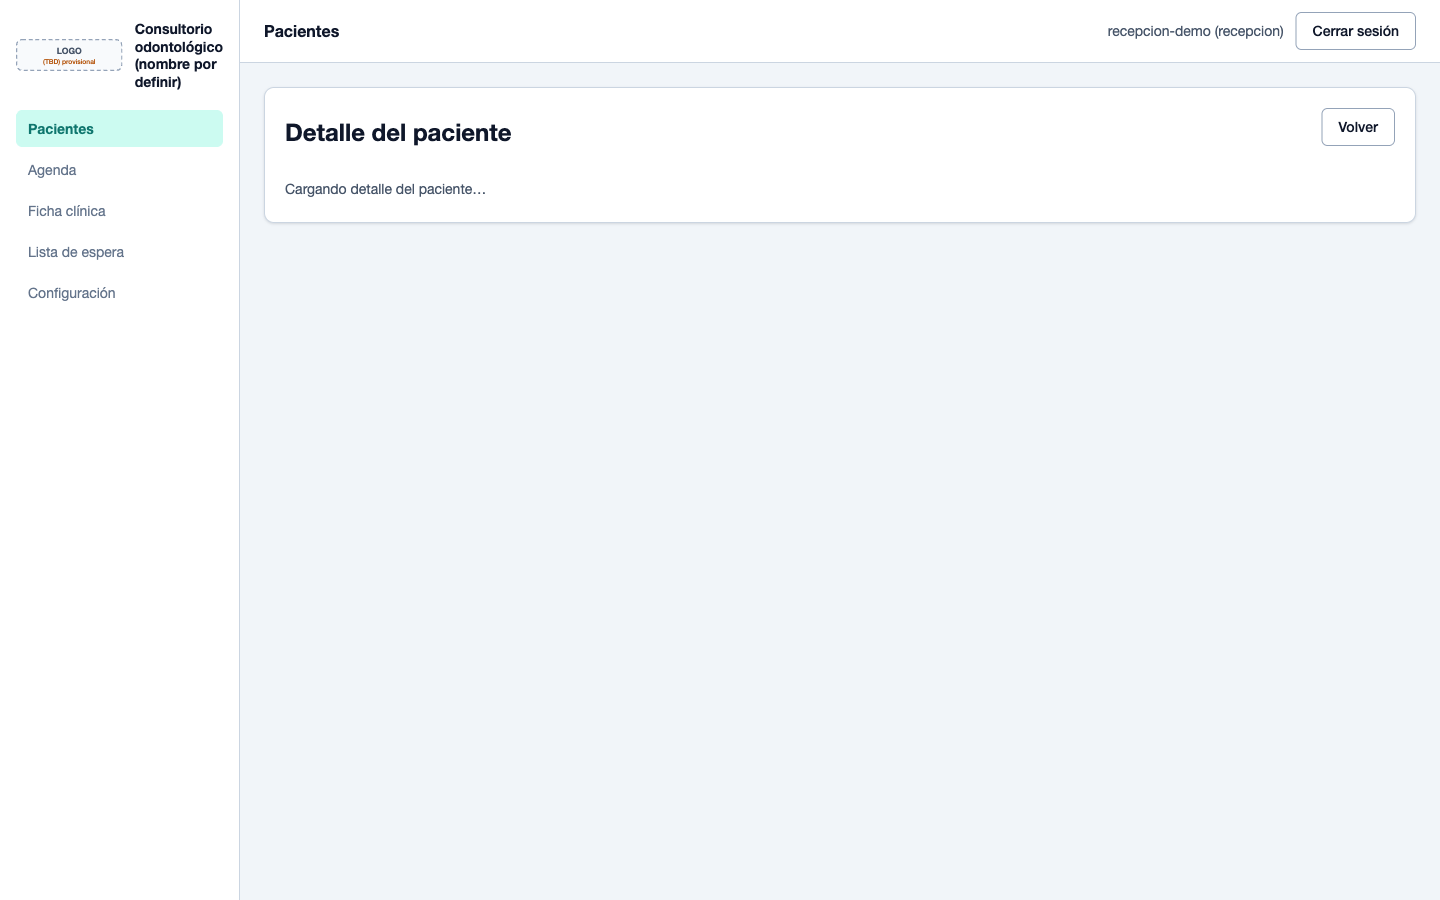 LOGO
(TBD) provisional
Consultorio
odontológico
(nombre por
definir)
Pacientes
Agenda
Ficha clínica
Lista de espera
Configuración
Pacientes
recepcion-demo (recepcion)
Cerrar sesión
Detalle del paciente
Volver
Cargando detalle del paciente…